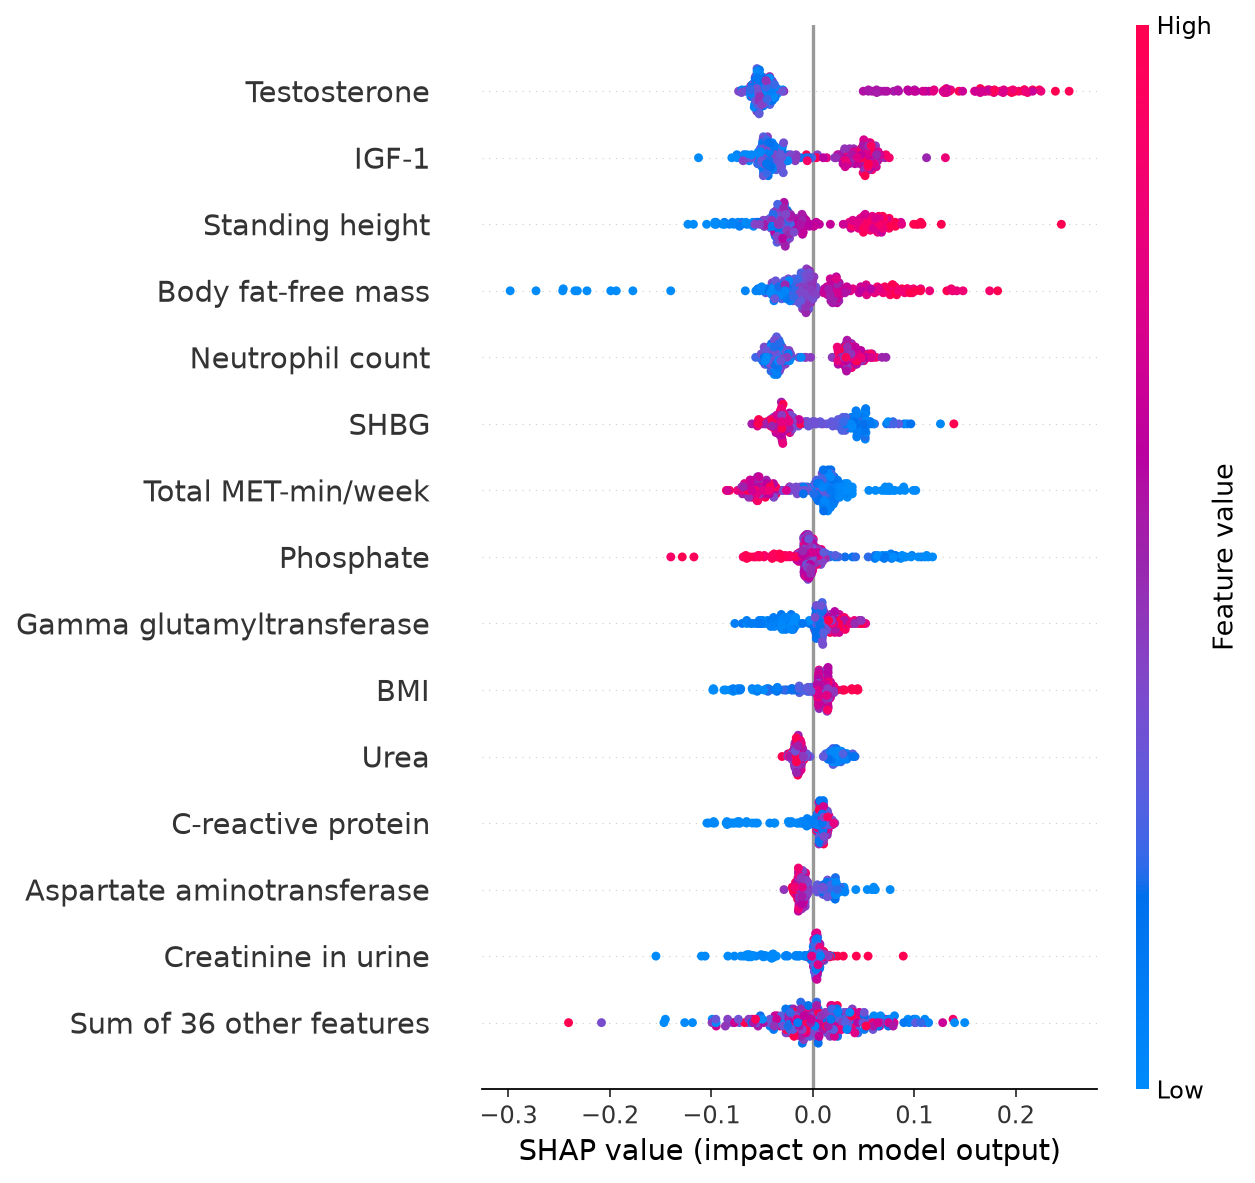 High
Testosterone
IGF-1
Standing height
Body fat-free mass
Neutrophil count
SHBG
Total MET-min/week
Phosphate
Gamma glutamyltransferase
BMI
Urea
C-reactive protein
Aspartate aminotransferase
Creatinine in urine
Sum of 36 other features
Feature value
Low
−0.3 −0.2 −0.1 0.0 0.1 0.2
SHAP value (impact on model output)